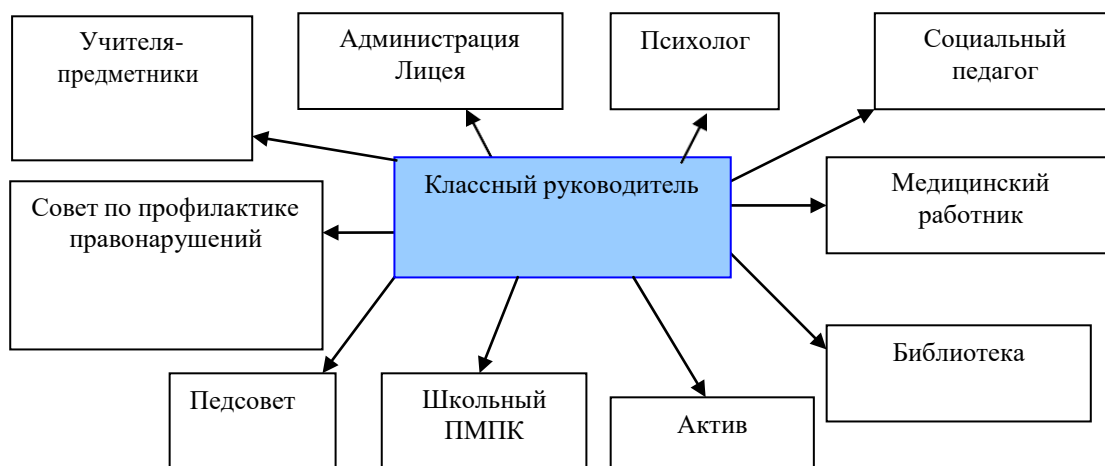 Учителя-
предметники
Администрация
Лицея
Психолог
Социальный
педагог
Классный руководитель
Медицинский
работник
Совет по профилактике
правонарушений
Библиотека
Педсовет
Школьный
ПМПК
Актив